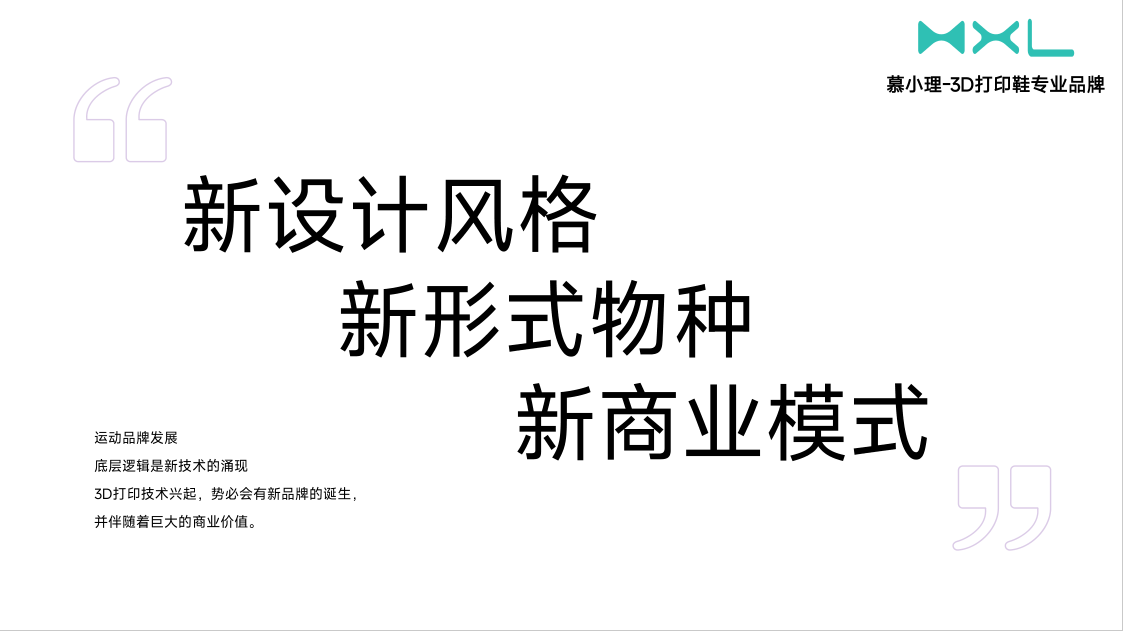 MXL
慕小理-3D打印鞋专业品牌
新设计风格
新形式物种
新商业模式
运动品牌发展
底层逻辑是新技术的涌现
3D打印技术兴起，势必会有新品牌的诞生，
并伴随着巨大的商业价值。